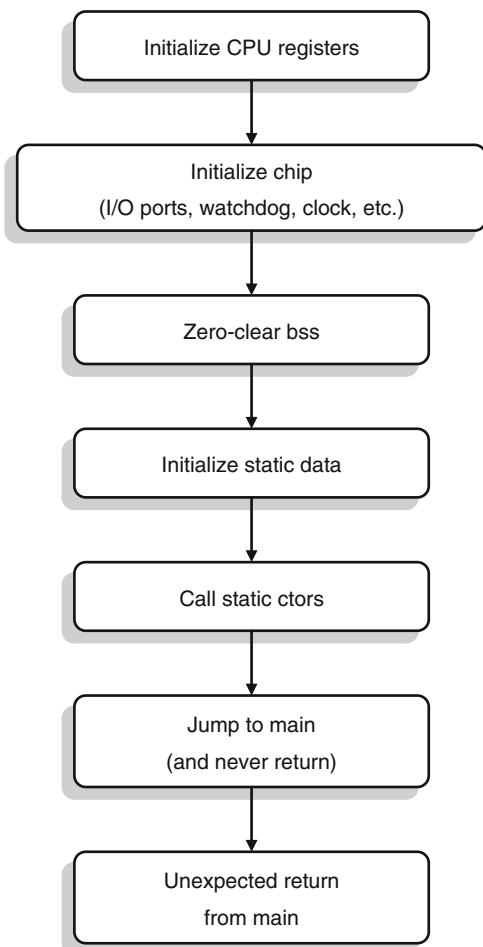 Initialize CPU registers
Initialize chip
(I/O ports, watchdog, clock, etc.)
Zero-clear bss
Initialize static data
Call static ctors
Jump to main
(and never return)
Unexpected return
from main